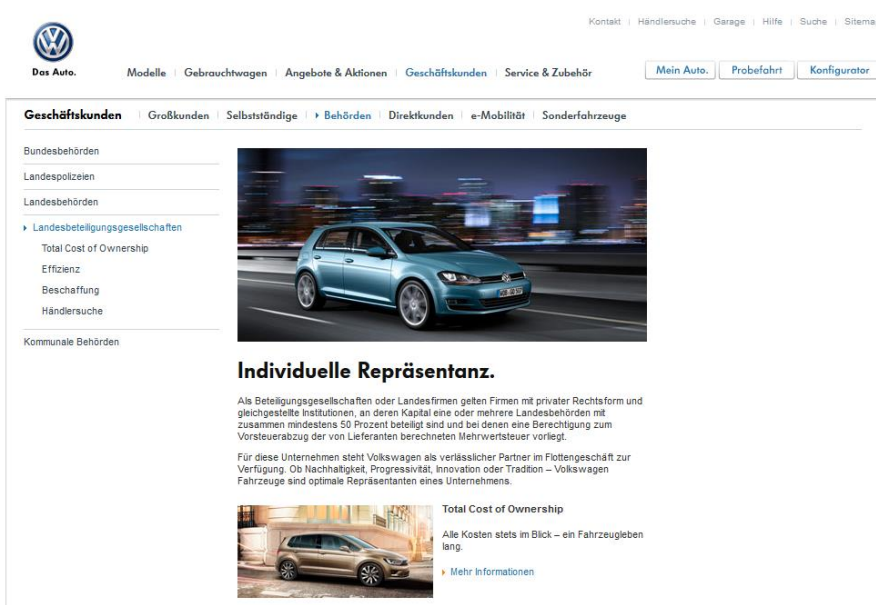 Kontakt | Händlersuche | Garage | Hilfe | Suche | Sitema
Das Auto.
Modelle | Gebrauchtwagen | Angebote & Aktionen | Geschäftskunden | Service & Zubehör
Mein Auto. Probefahrt Konfigurator
Geschäftskunden | Großkunden | Selbstständige | Behörden | Direktkunden | e-Mobilität | Sonderfahrzeuge
Bundesbehörden
Landespolizeien
Landesbehörden
Landesbeteiligungsgesellschaften
Total Cost of Ownership
Effizienz
Beschaffung
Händlersuche
Kommunale Behörden
Individuelle Repräsentanz.
Als Beteiligungsgesellschaften oder Landesfirmen gelten Firmen mit privater Rechtsform und
gleichgestellte Institutionen, an deren Kapital eine oder mehrere Landesbehörden mit
zusammen mindestens 50 Prozent beteiligt sind und bei denen eine Berechtigung zum
Vorsteuerabzug der von Lieferanten berechneten Mehrwertsteuer vorliegt.
Für diese Unternehmen steht Volkswagen als verlässlicher Partner im Flottengeschäft zur
Verfügung. Ob Nachhaltigkeit, Progressivität, Innovation oder Tradition – Volkswagen
Fahrzeuge sind optimale Repräsentanten eines Unternehmens.
Total Cost of Ownership
Alle Kosten stets im Blick – ein Fahrzeugleben
lang.
Mehr Informationen